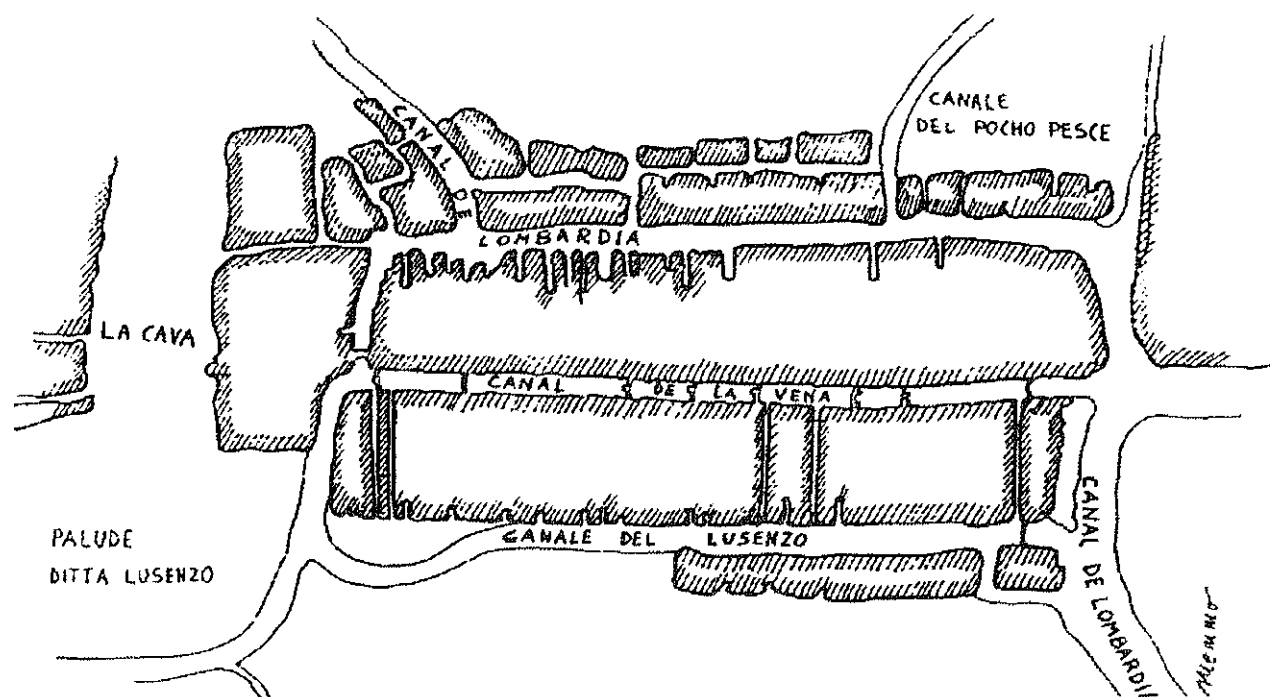 CANAL DE
LOMBARDIA
CANALE
DEL POCHO PESCE
LA CAVA
CANAL DE LA VENA
CANALE DEL LUSENZO
CANAL DE LOMBARDIA
PALUDE
DITTA LUSENZO